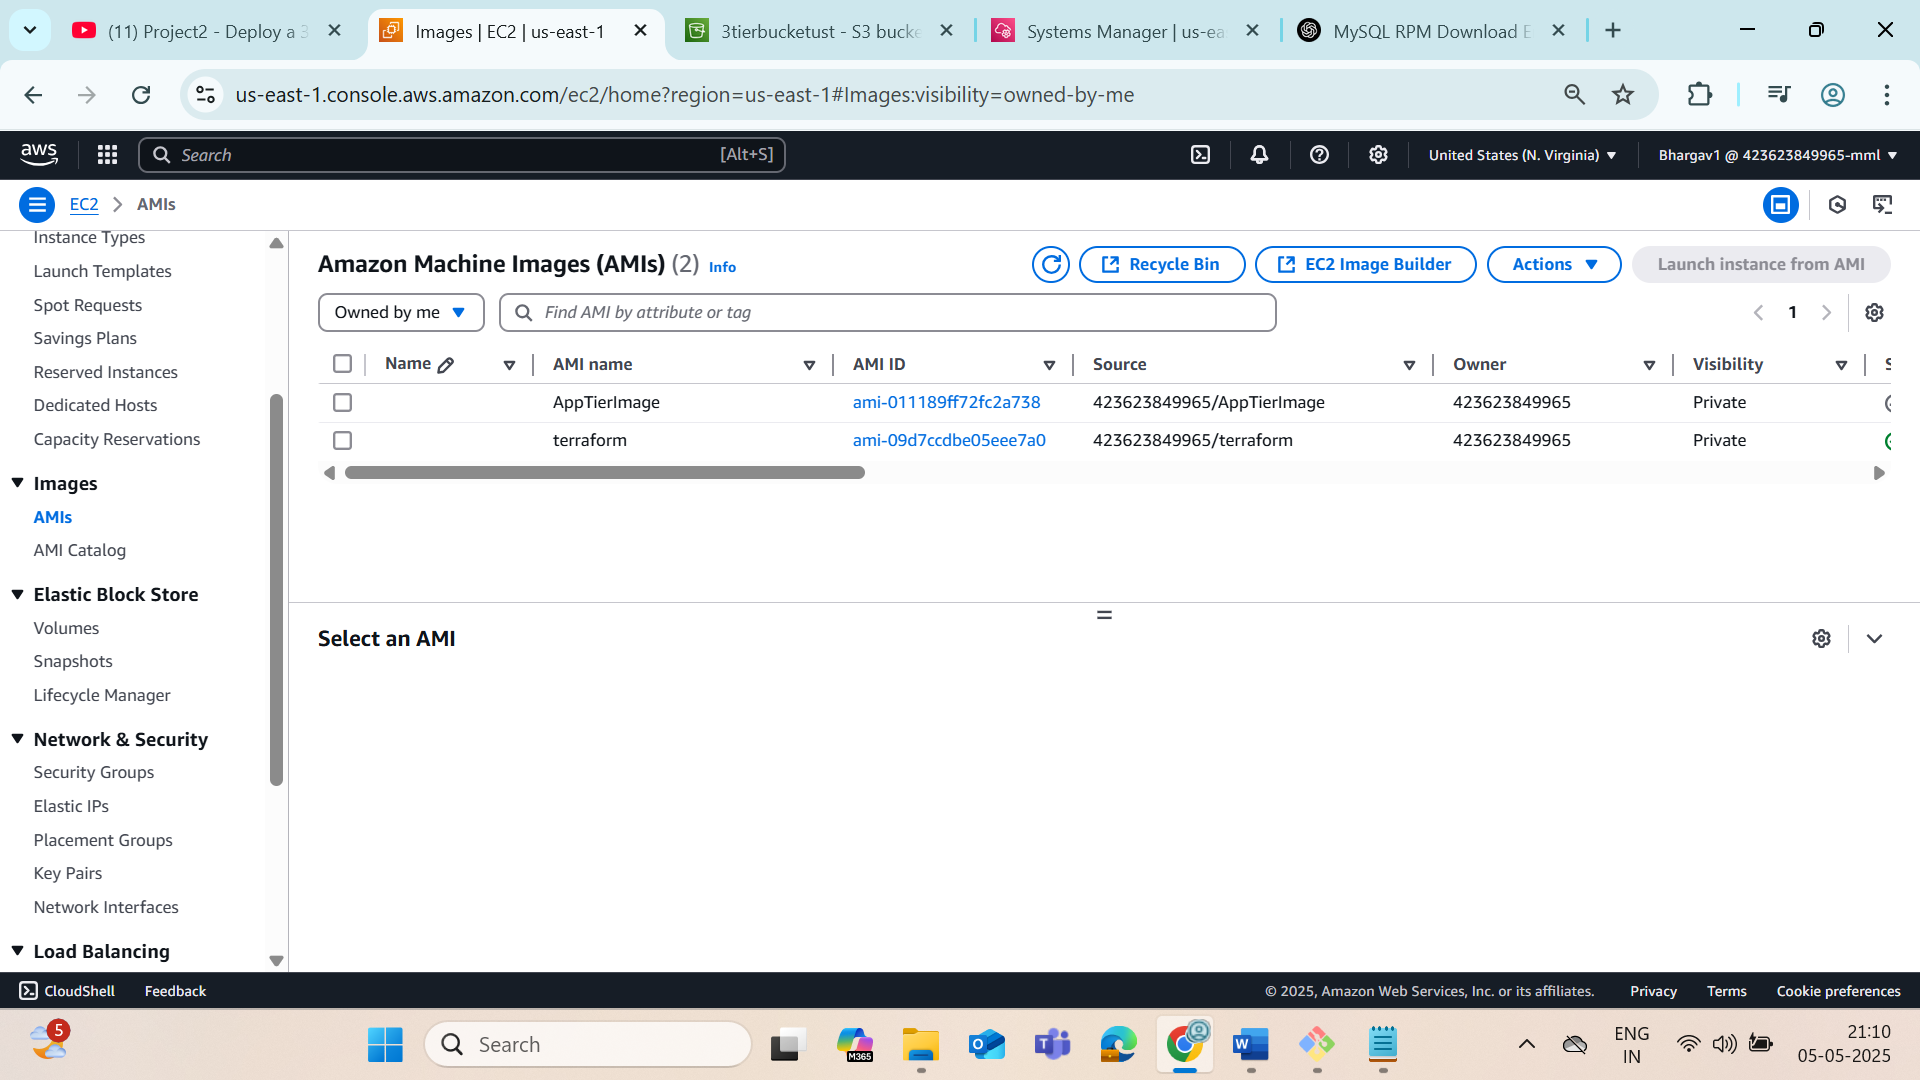 (11) Project2 - Deploy a 3
Images | EC2 | us-east-1
3tierbucketust - S3 bucke
Systems Manager | us-ea
MySQL RPM Download E
us-east-1.console.aws.amazon.com/ec2/home?region=us-east-1#Images:visibility=owned-by-me
aws
Search
[Alt+S]
United States (N. Virginia)
Bhargav1 @ 423623849965-mml
EC2
AMIs
Instance Types
Launch Templates
Spot Requests
Savings Plans
Reserved Instances
Dedicated Hosts
Capacity Reservations
Images
AMIs
AMI Catalog
Elastic Block Store
Volumes
Snapshots
Lifecycle Manager
Network & Security
Security Groups
Elastic IPs
Placement Groups
Key Pairs
Network Interfaces
Load Balancing
Amazon Machine Images (AMIs) (2) Info
Recycle Bin
EC2 Image Builder
Actions
Launch instance from AMI
Owned by me
Find AMI by attribute or tag
1
Name AMI name AMI ID Source Owner Visibility S
AppTierImage ami-011189ff72fc2a738 423623849965/AppTierImage 423623849965 Private
terraform ami-09d7ccdbe05eee7a0 423623849965/terraform 423623849965 Private
Select an AMI
CloudShell
Feedback
© 2025, Amazon Web Services, Inc. or its affiliates.
Privacy
Terms
Cookie preferences
5
Search
M365
ENG
IN
21:10
05-05-2025